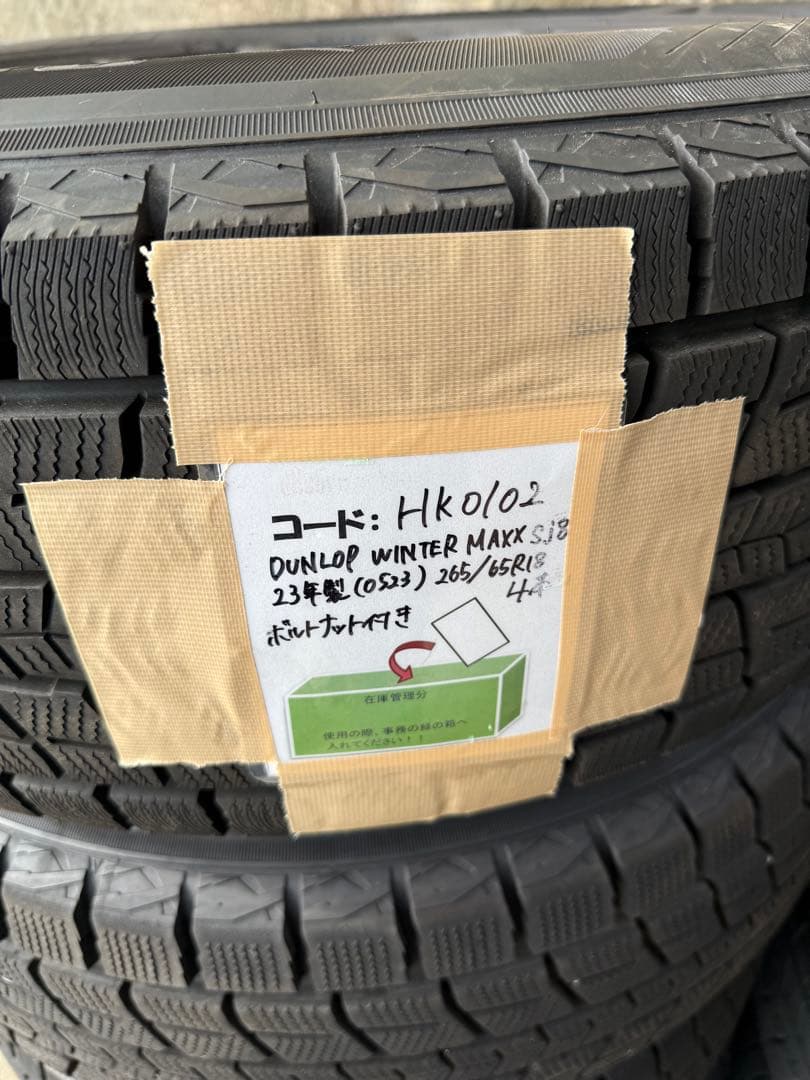 コード: HK0102
DUNLOP WINTER MAXX SJ8
23年製(0523) 265/65R18
4本
ボルトナット付き
在庫管理分
使用の際、事務の緑の箱へ
入れてください!!